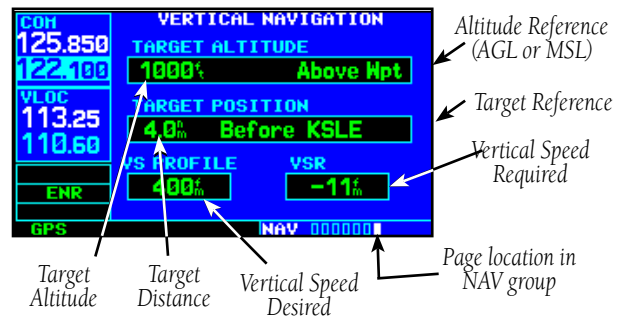 COM
VERTICAL NAVIGATION
125.850
TARGET ALTITUDE
122.100
1000ft Above Wpt
VLOC
113.25
TARGET POSITION
110.60
4.0nm Before KSLE
VS PROFILE
VSR
ENR
400fm
-11fm
GPS
NAV
Altitude Reference
(AGL or MSL)
Target Reference
Vertical Speed
Required
Page location in
NAV group
Target
Altitude
Target
Distance
Vertical Speed
Desired